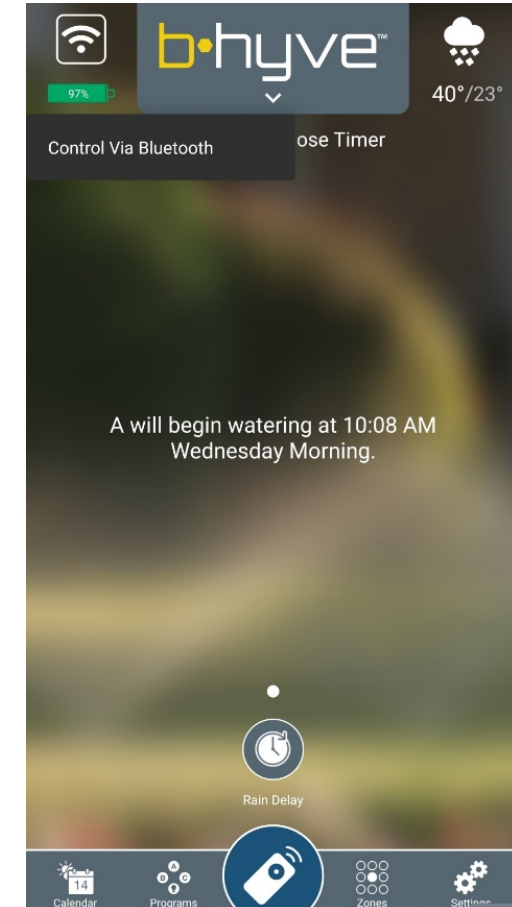 b•hyve™
97%
40°/23°
Control Via Bluetooth
ose Timer
A will begin watering at 10:08 AM
Wednesday Morning.
Rain Delay
14
A
B C
Calendar
Programs
Zones
Settings